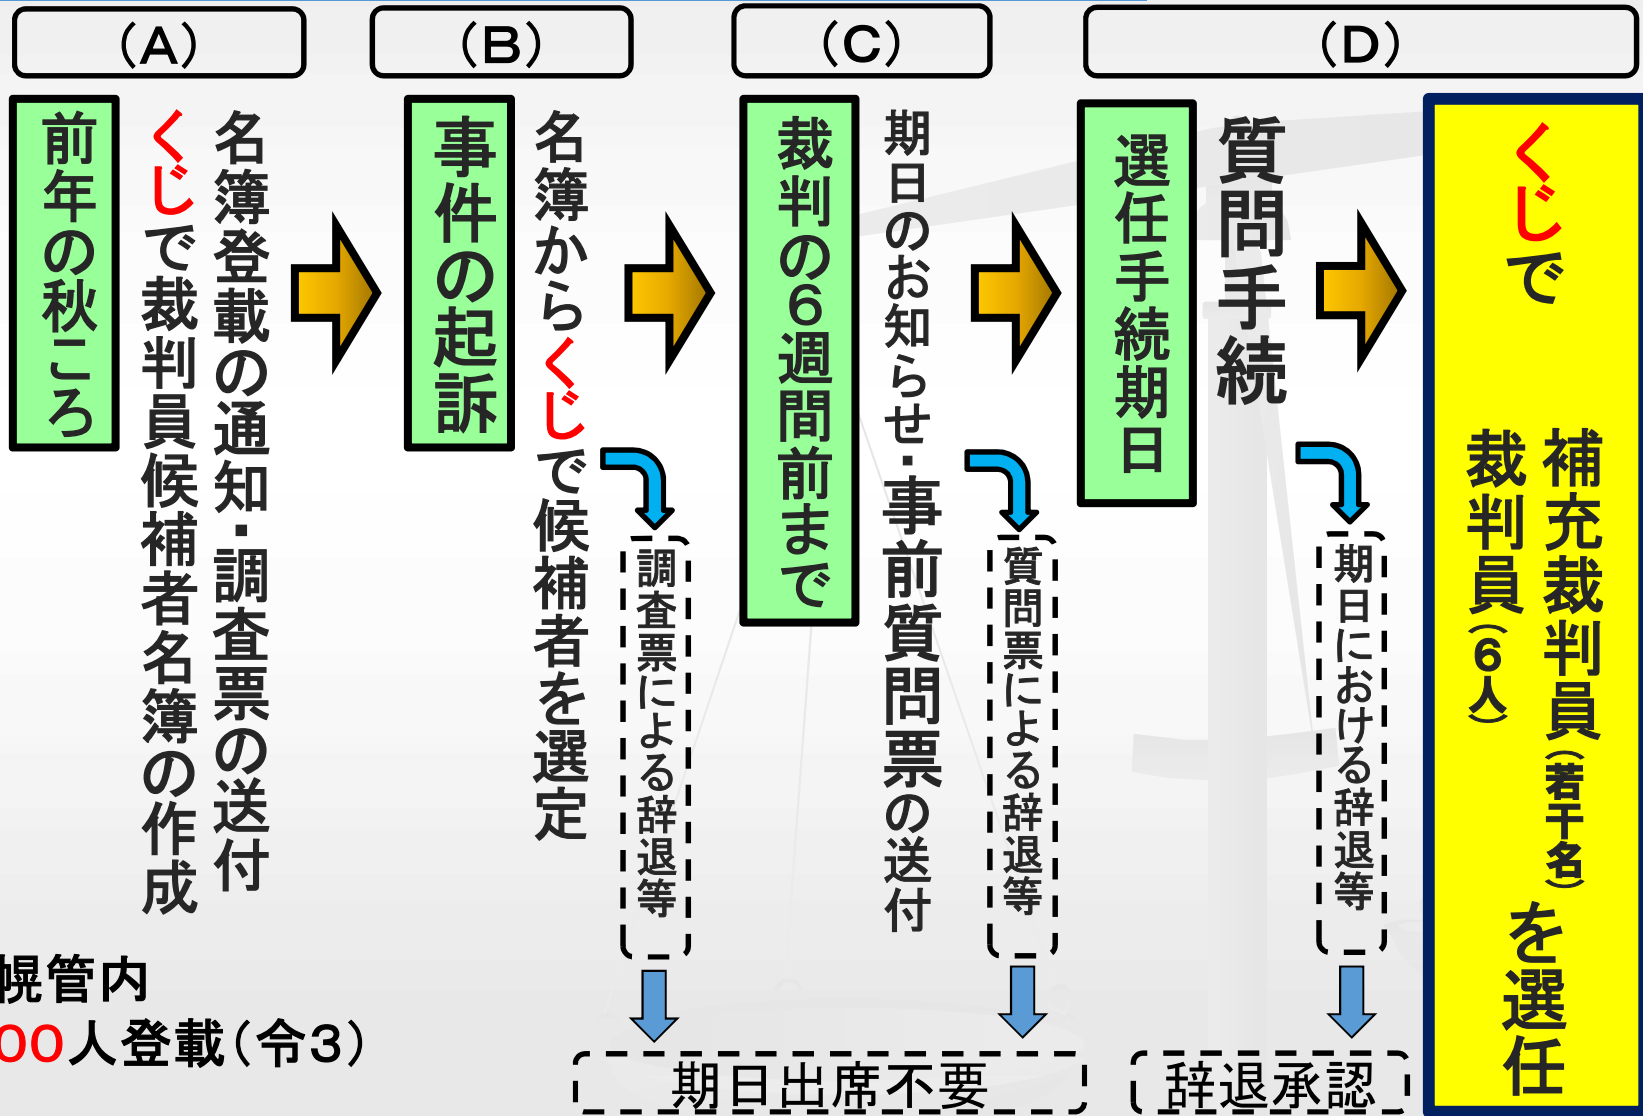 （A）
（B）
（C）
（D）
前年の秋ころ
くじで裁判員候補者名簿の作成
名簿登載の通知・調査票の送付
事件の起訴
名簿からくじで候補者を選定
調査票による辞退等
裁判の６週間前まで
期日のお知らせ・事前質問票の送付
質問票による辞退等
選任手続期日
質問手続
期日における辞退等
くじで
裁判員（６人）
補充裁判員（若干名）
を選任
幌管内
00人登載（令３）
期日出席不要
辞退承認